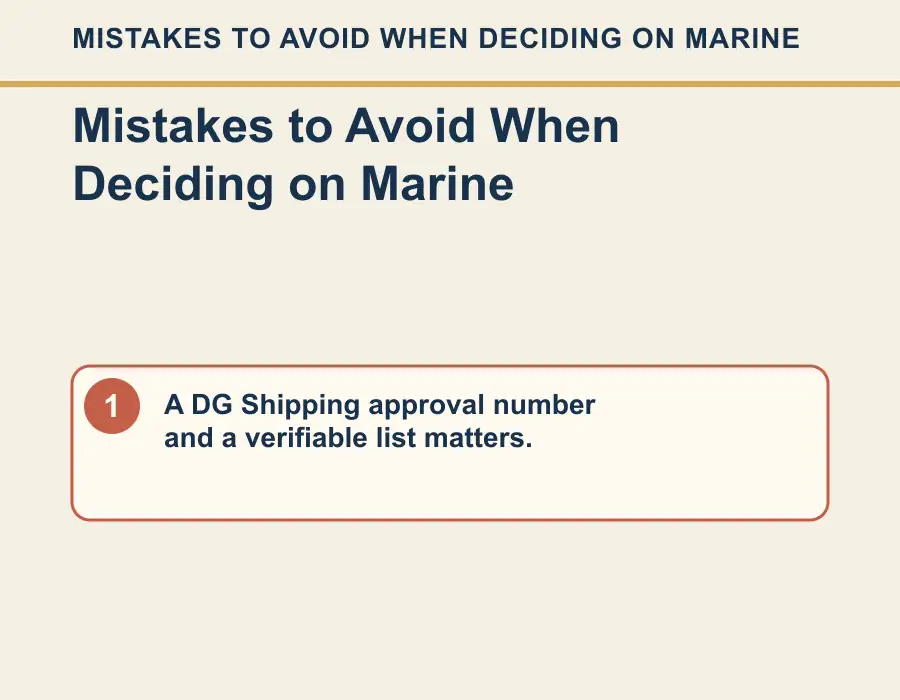 MISTAKES TO AVOID WHEN DECIDING ON MARINE
Mistakes to Avoid When
Deciding on Marine
1
A DG Shipping approval number
and a verifiable list matters.